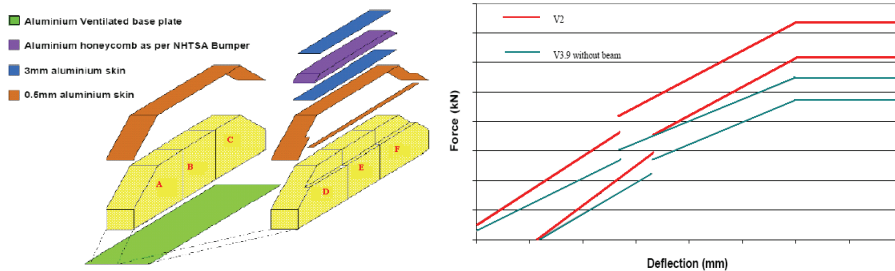 Aluminium Ventilated base plate
Aluminium honeycomb as per NHTSA Bumper
3mm aluminium skin
0.5mm aluminium skin
A
B
C
D
E
F
V2
V3.9 without beam
Force (kN)
Deflection (mm)